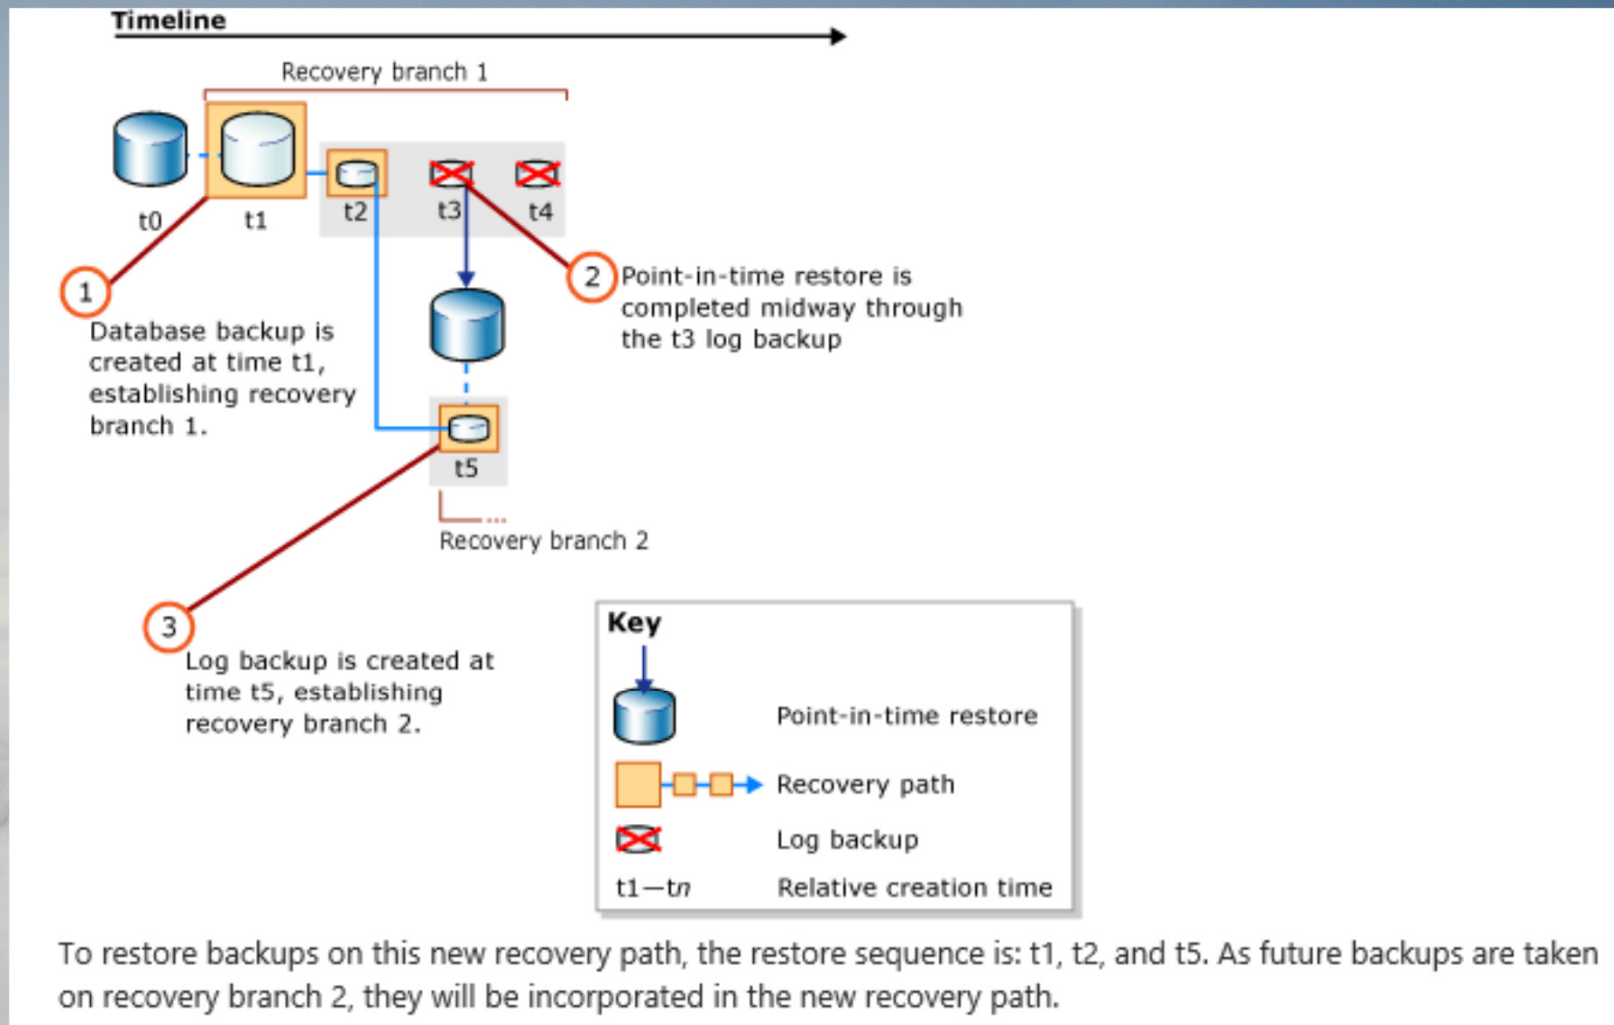 Timeline
Recovery branch 1
t0
t1
t2
t3
t4
1
Database backup is
created at time t1,
establishing recovery
branch 1.
2
Point-in-time restore is
completed midway through
the t3 log backup
t5
Recovery branch 2
3
Log backup is created at
time t5, establishing
recovery branch 2.
Key
Point-in-time restore
Recovery path
Log backup
t1—tn
Relative creation time
To restore backups on this new recovery path, the restore sequence is: t1, t2, and t5. As future backups are taken
on recovery branch 2, they will be incorporated in the new recovery path.